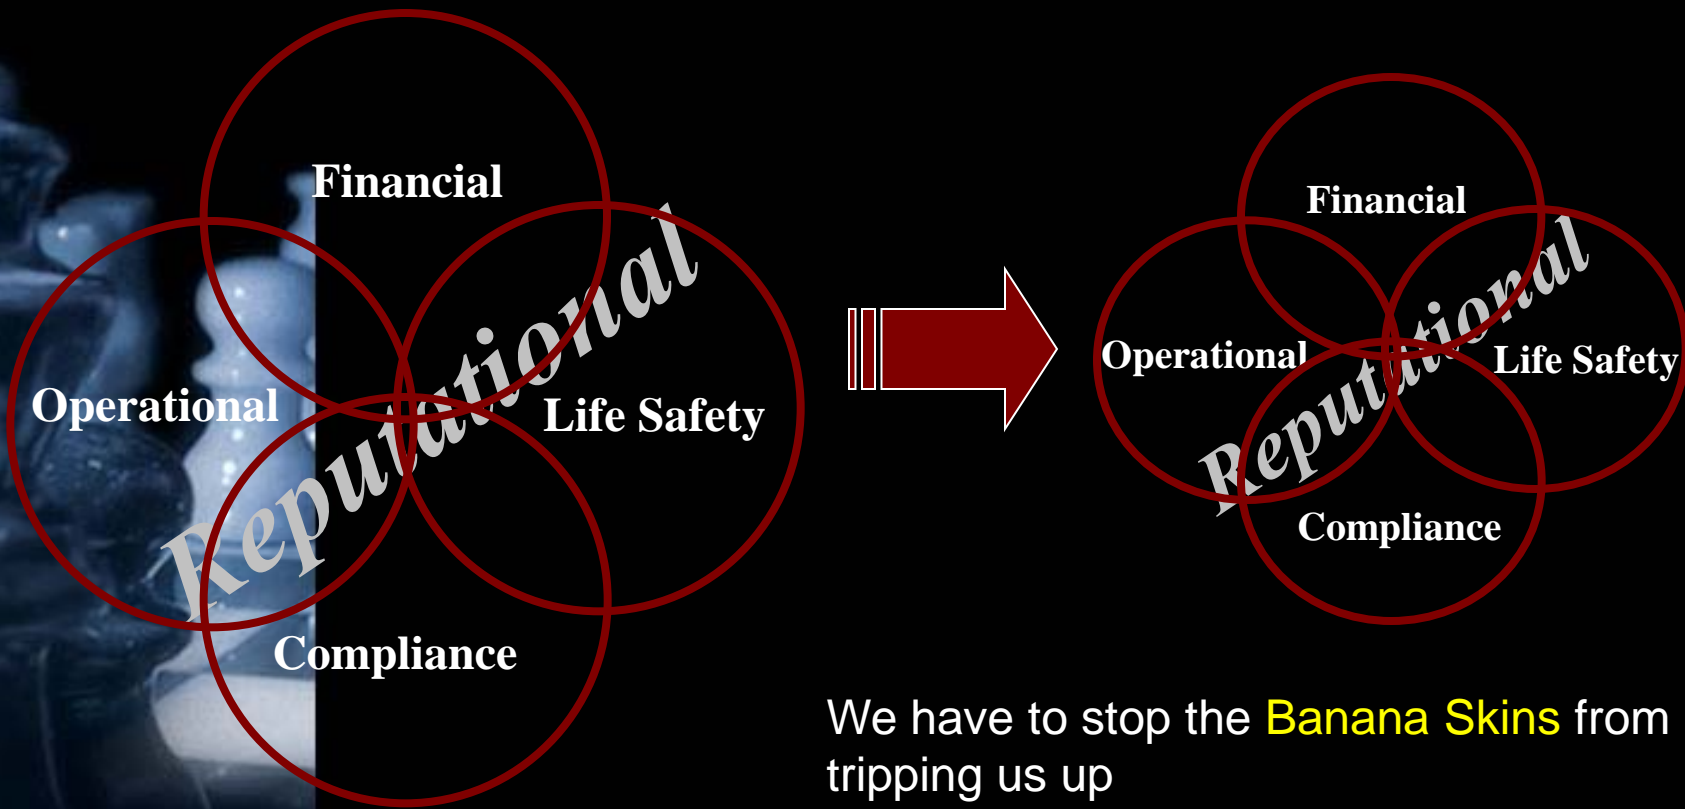 Financial
Reputational
Operational
Life Safety
Compliance
Financial
Reputational
Operational
Life Safety
Compliance
We have to stop the Banana Skins from
tripping us up